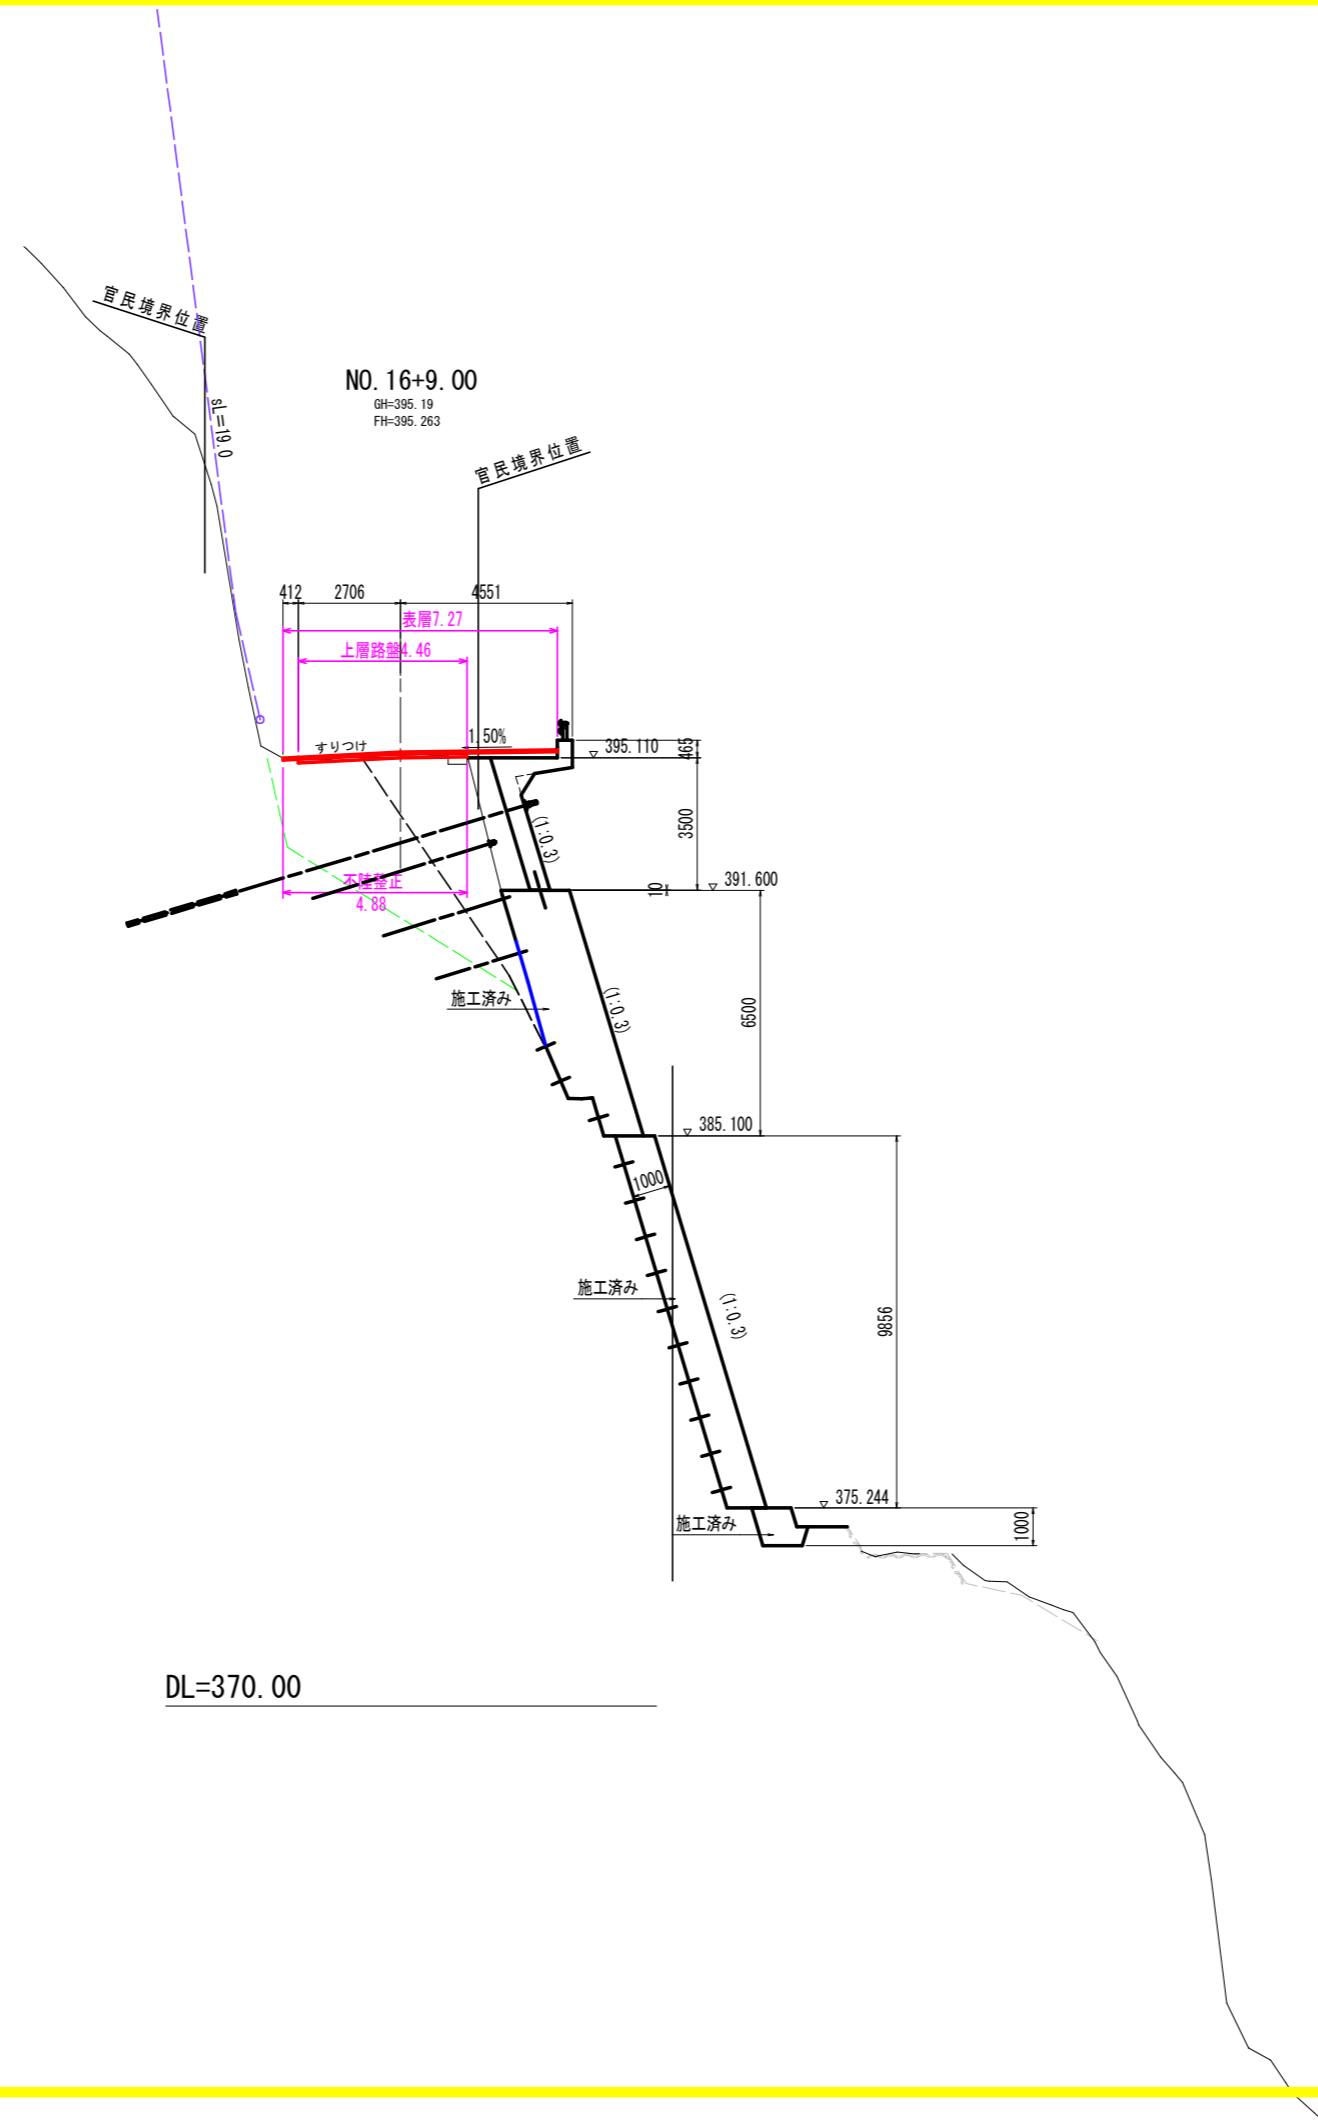 官民境界位置
sL=19.0
NO.16+9.00
GH=395.19
FH=395.263
官民境界位置
412 2706 4551
表層7.27
上層路盤4.46
すりつけ
1.50%
395.110
465
3500
(1:0.3)
不陸整正
4.88
10
391.600
施工済み
(1:0.3)
6500
385.100
1000
9856
施工済み
(1:0.3)
375.244
施工済み
1000
DL=370.00